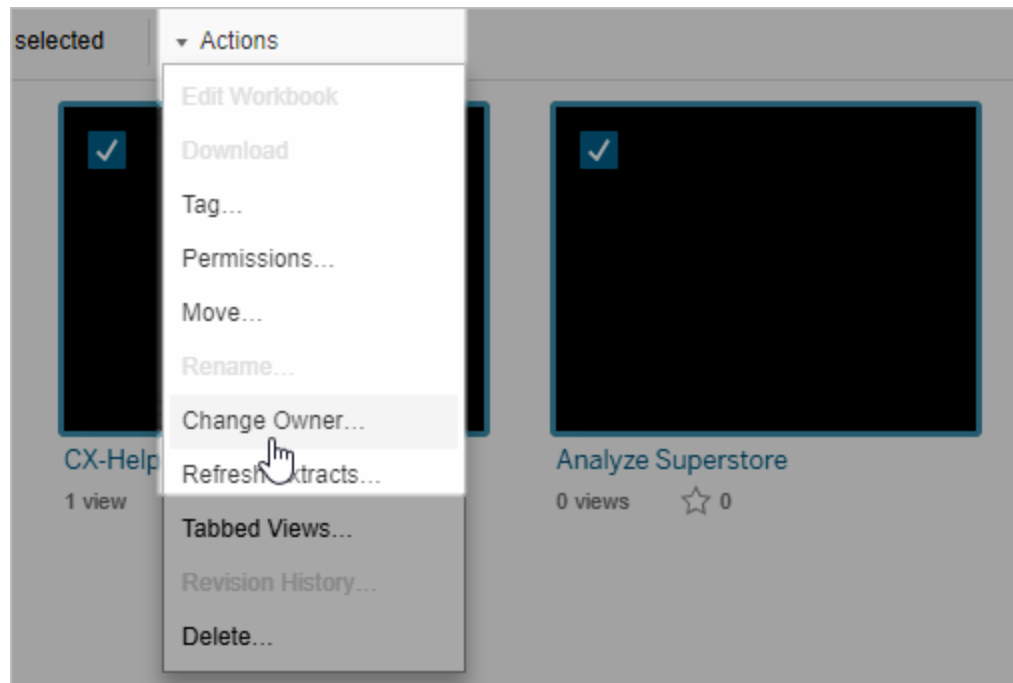 selected
Actions
Edit Workbook
Download
Tag...
Permissions...
Move...
Rename...
Change Owner...
Refresh
Tabbed Views...
Revision History...
Delete...
CX-Help
1 view
Analyze Superstore
0 views
0